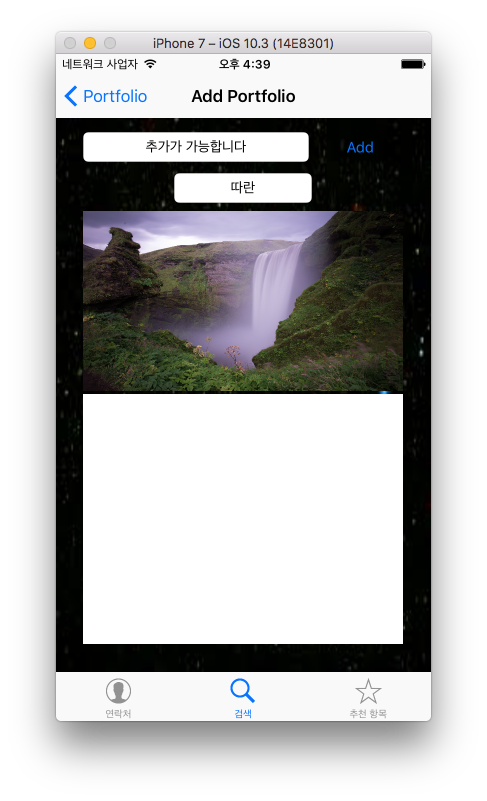 iPhone 7 – iOS 10.3 (14E8301)
네트워크 사업자 오후 4:39
Portfolio Add Portfolio
추가가 가능합니다 Add
따란
연락처 검색 추천 항목